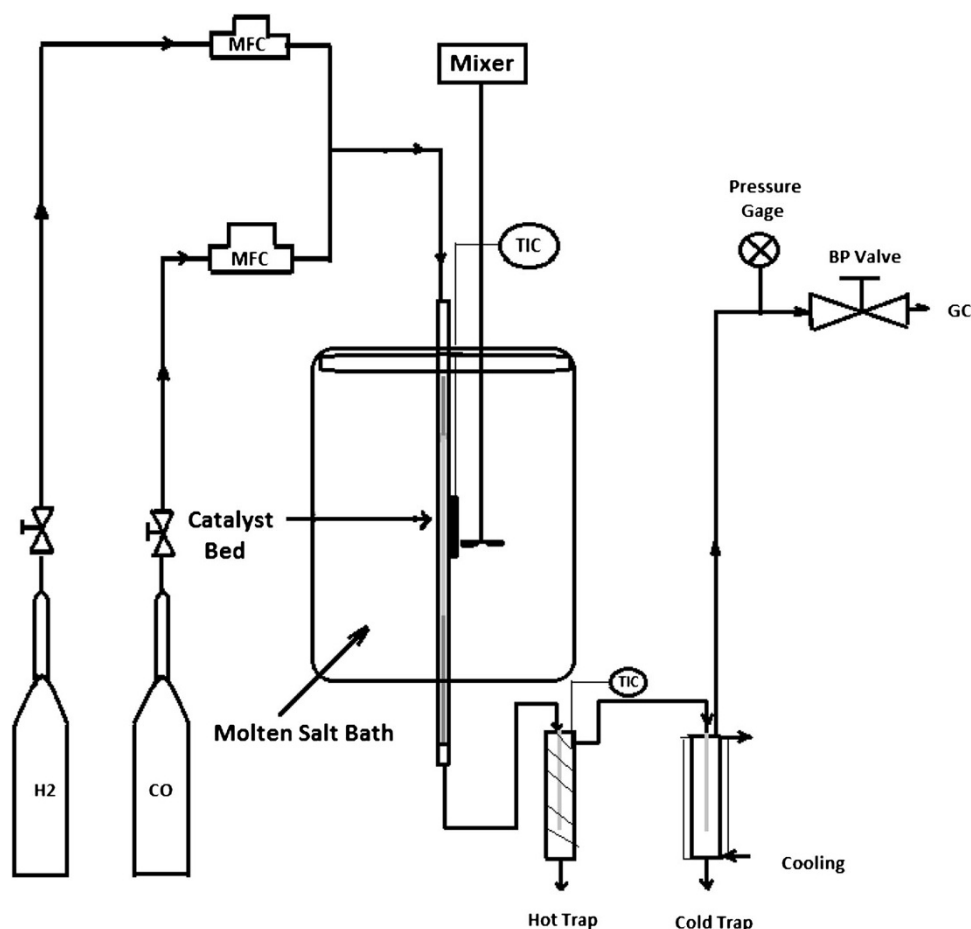 MFC
Mixer
MFC
TIC
Pressure
Gage
BP Valve
GC
Catalyst
Bed
Molten Salt Bath
TIC
H2
CO
Cooling
Hot Trap
Cold Trap